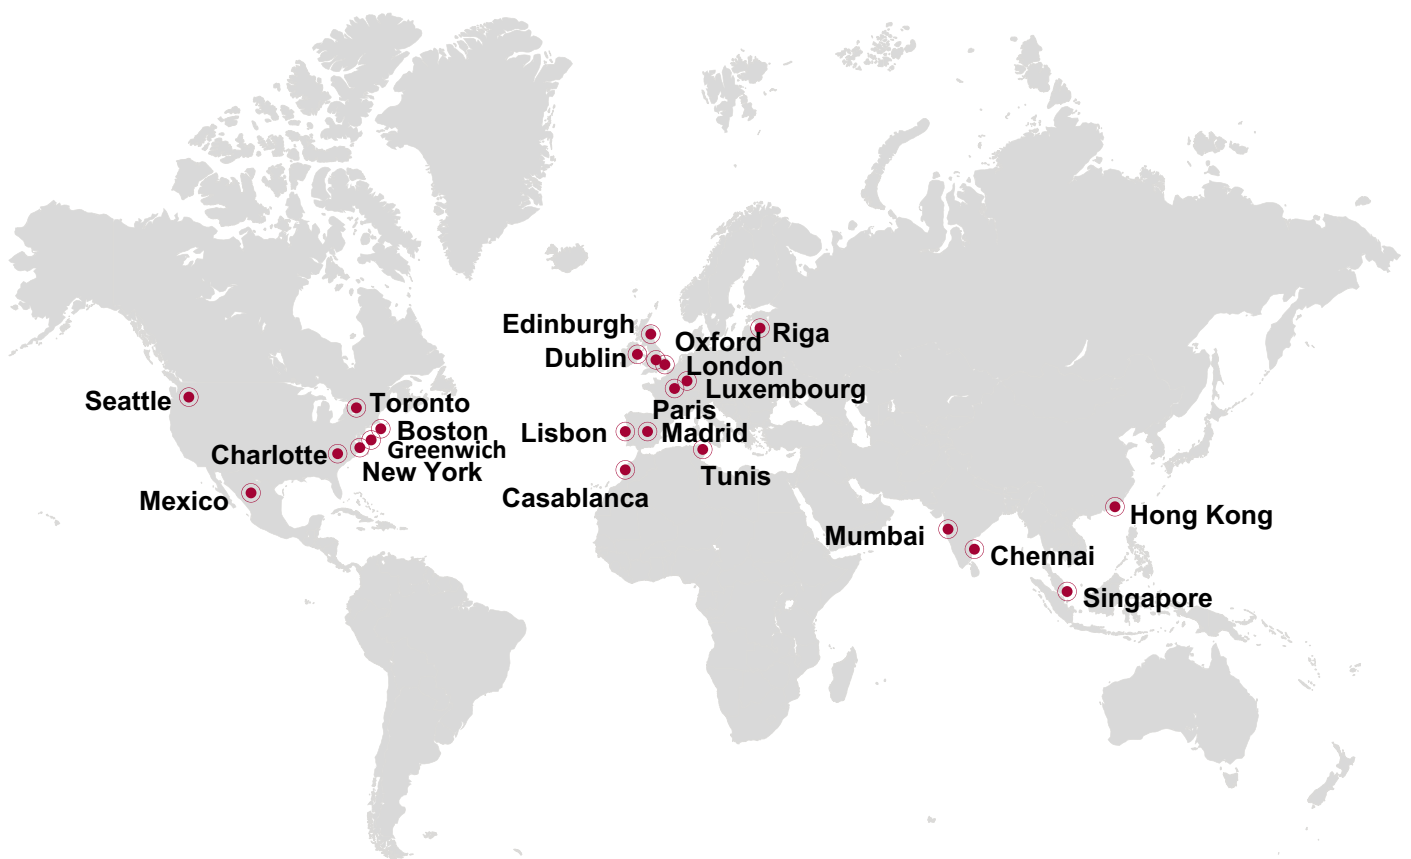 Edinburgh
Riga
Oxford
Dublin
London
Luxembourg
Seattle
Toronto
Paris
Boston
Lisbon
Madrid
Greenwich
Charlotte
New York
Tunis
Mexico
Casablanca
Hong Kong
Mumbai
Chennai
Singapore